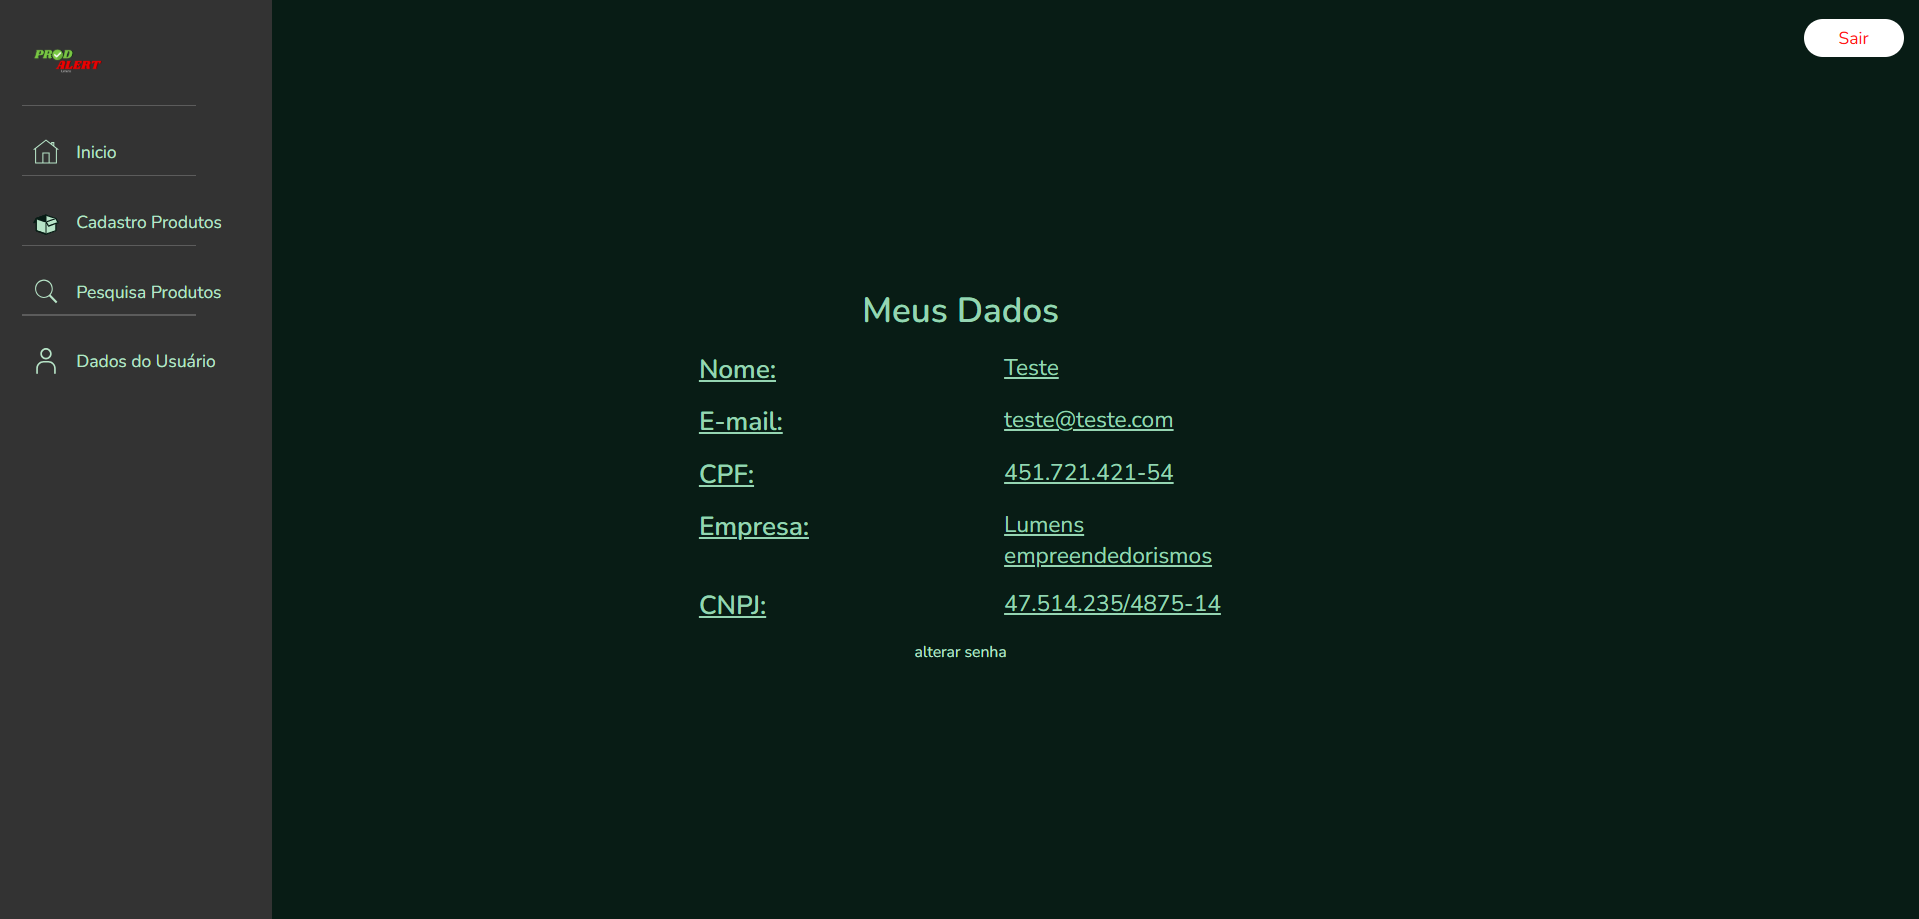 PROD
ALERT
Sair
Inicio
Cadastro Produtos
Pesquisa Produtos
Dados do Usuário
Meus Dados
Nome: Teste
E-mail: teste@teste.com
CPF: 451.721.421-54
Empresa: Lumens
empreendedorismos
CNPJ: 47.514.235/4875-14
alterar senha